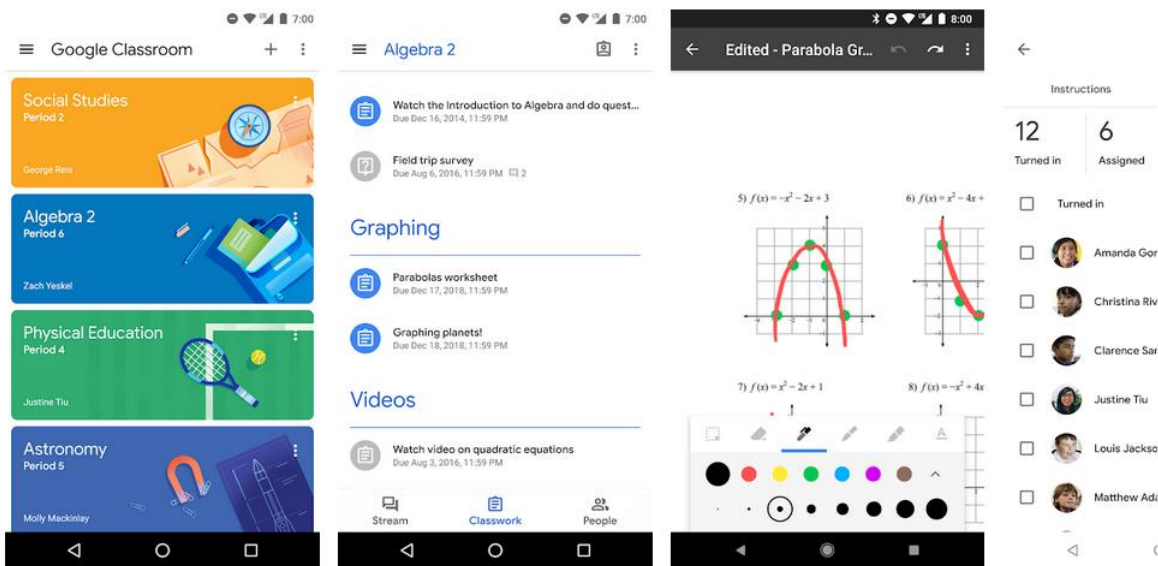 7:00
Google Classroom
Social Studies
Period 2
George Reis
Algebra 2
Period 6
Zach Yeskel
Physical Education
Period 4
Justine Tiu
Astronomy
Period 5
Molly Mackinlay
LTE 7:00
Algebra 2
Watch the Introduction to Algebra and do quest...
Due Dec 16, 2014, 11:59 PM
Field trip survey
Due Aug 6, 2016, 11:59 PM 2
Graphing
Parabolas worksheet
Due Dec 17, 2018, 11:59 PM
Graphing planets!
Due Dec 18, 2018, 11:59 PM
Videos
Watch video on quadratic equations
Due Aug 3, 2016, 11:59 PM
Stream
Classwork
People
8:00
Edited - Parabola Gr...
5) f(x) = -x² - 2x + 3
6) f(x) = x² - 4x +
7) f(x) = x² - 2x + 1
8) f(x) = -x² + 4x
A
Instructions
12
Turned in
6
Assigned
Turned in
Amanda Gor
Christina Riv
Clarence Sar
Justine Tiu
Louis Jackso
Matthew Ada